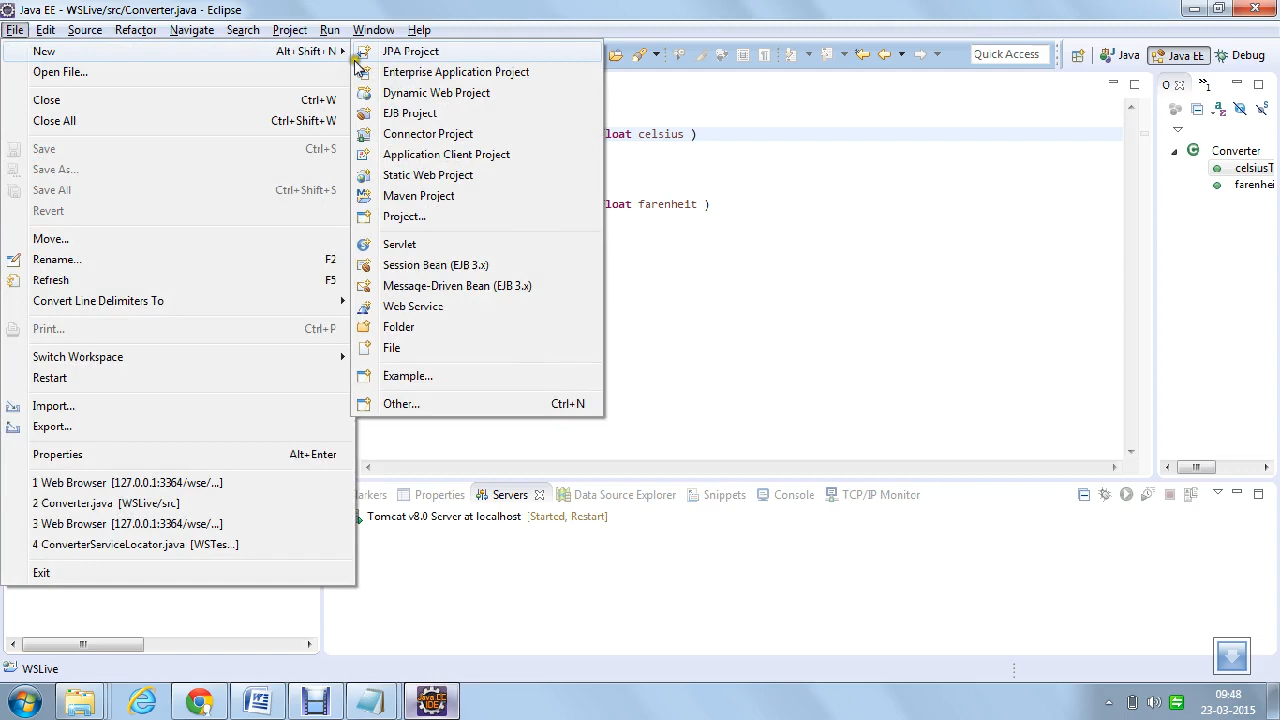 Java EE - WSLive/src/Converter.java - Eclipse
File Edit Source Refactor Navigate Search Project Run Window Help
New Alt+Shift+N
Open File...
Close Ctrl+W
Close All Ctrl+Shift+W
Save Ctrl+S
Save As...
Save All Ctrl+Shift+S
Revert
Move...
Rename... F2
Refresh F5
Convert Line Delimiters To
Print... Ctrl+P
Switch Workspace
Restart
Import...
Export...
Properties Alt+Enter
1 Web Browser [127.0.0.1:3364/wse/...]
2 Converter.java [WSLive/src]
3 Web Browser [127.0.0.1:3364/wse/...]
4 ConverterServiceLocator.java [WSTes...]
Exit
JPA Project
Enterprise Application Project
Dynamic Web Project
EJB Project
Connector Project
Application Client Project
Static Web Project
Maven Project
Project...
Servlet
Session Bean (EJB 3.x)
Message-Driven Bean (EJB 3.x)
Web Service
Folder
File
Example...
Other... Ctrl+N
Quick Access Java Java EE Debug
loat celsius )
loat farenheit )
Converter
celsiusT
farenhei
arkers Properties Servers Data Source Explorer Snippets Console TCP/IP Monitor
Tomcat v8.0 Server at localhost [Started, Restart]
WSLive
09:48
23-03-2015